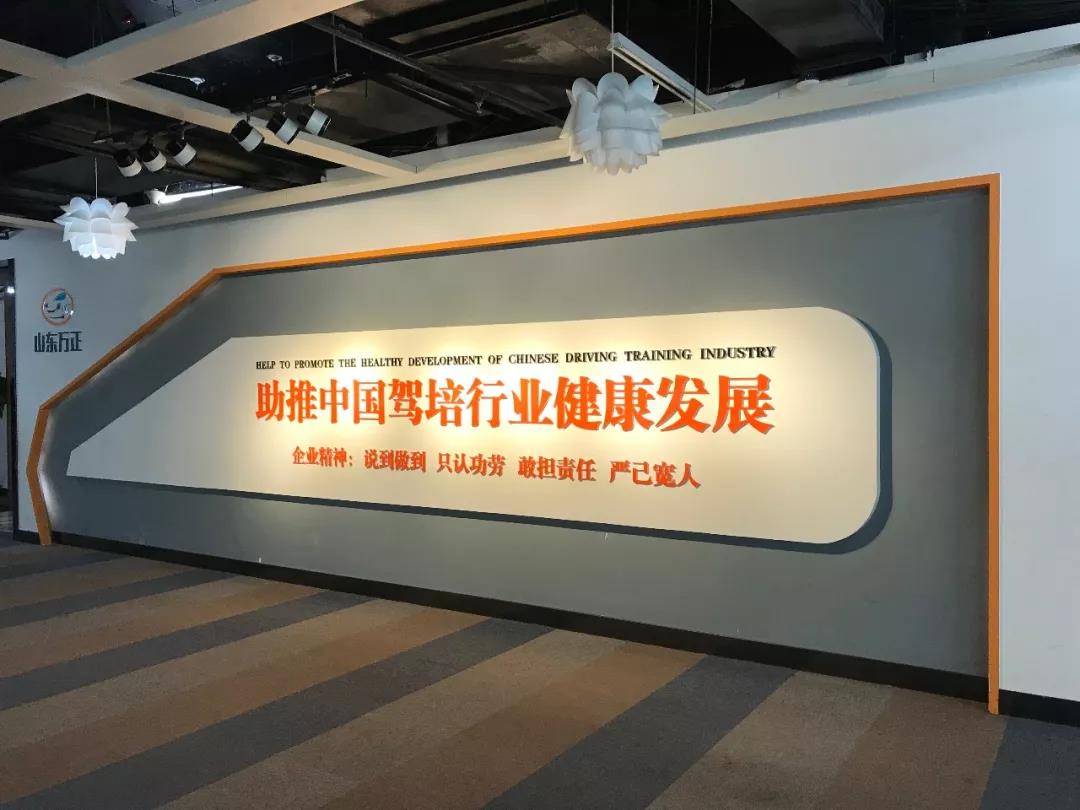 山东万正
HELP TO PROMOTE THE HEALTHY DEVELOPMENT OF CHINESE DRIVING TRAINING INDUSTRY
助推中国驾培行业健康发展
企业精神：说到做到 只认功劳 敢担责任 严己宽人